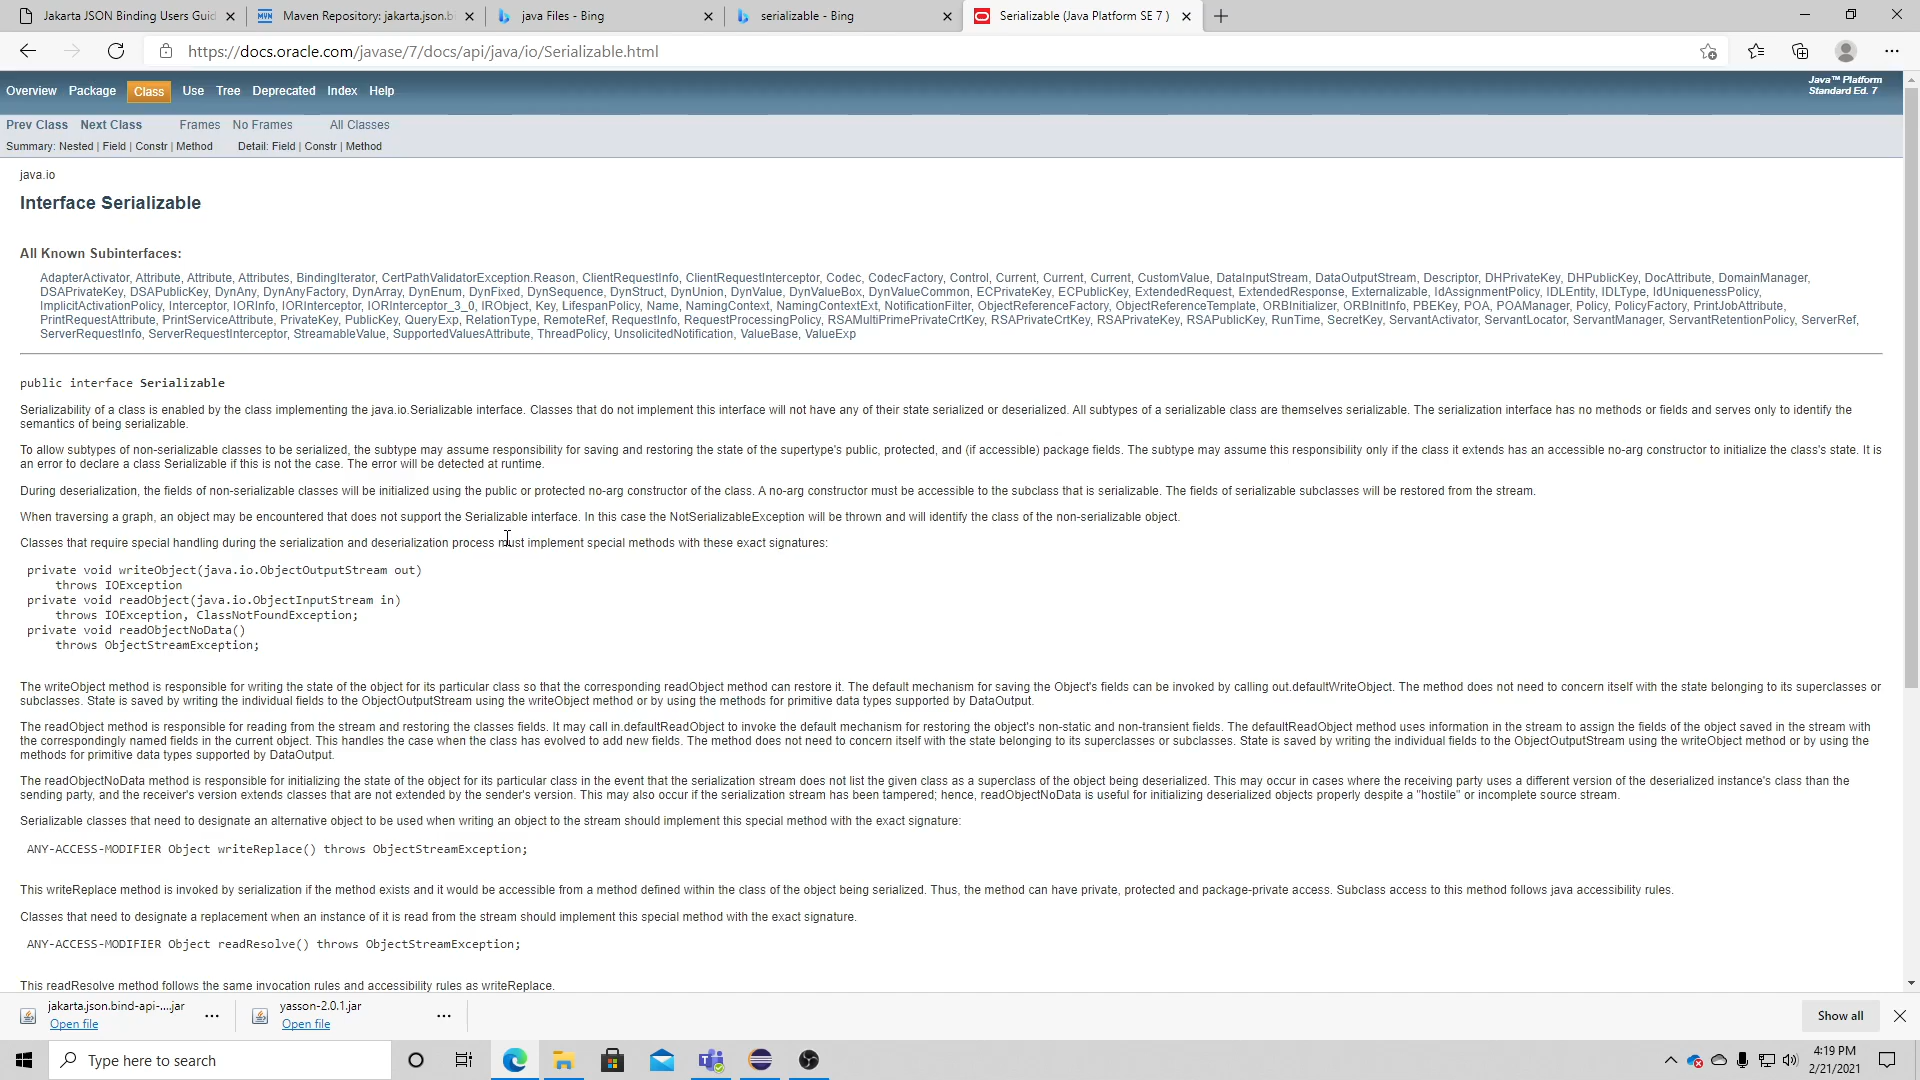 Jakarta JSON Binding Users Guid
Maven Repository: jakarta.json.b
java Files - Bing
serializable - Bing
Serializable (Java Platform SE 7 )
https://docs.oracle.com/javase/7/docs/api/java/io/Serializable.html
Overview Package Class Use Tree Deprecated Index Help
Java™ Platform
Standard Ed. 7
Prev Class Next Class Frames No Frames All Classes
Summary: Nested | Field | Constr | Method Detail: Field | Constr | Method
java.io
Interface Serializable
All Known Subinterfaces:
AdapterActivator, Attribute, Attribute, Attributes, BindingIterator, CertPathValidatorException.Reason, ClientRequestInfo, ClientRequestInterceptor, Codec, CodecFactory, Control, Current, Current, Current, CustomValue, DataInputStream, DataOutputStream, Descriptor, DHPrivateKey, DHPublicKey, DocAttribute, DomainManager,
DSAPrivateKey, DSAPublicKey, DynAny, DynAnyFactory, DynArray, DynEnum, DynFixed, DynSequence, DynStruct, DynUnion, DynValue, DynValueBox, DynValueCommon, ECPrivateKey, ECPublicKey, ExtendedRequest, ExtendedResponse, Externalizable, IdAssignmentPolicy, IDLEntity, IDLType, IdUniquenessPolicy,
ImplicitActivationPolicy, Interceptor, IORInfo, IORInterceptor, IORInterceptor_3_0, IRObject, Key, LifespanPolicy, Name, NamingContext, NamingContextExt, NotificationFilter, ObjectReferenceFactory, ObjectReferenceTemplate, ORBInitializer, ORBInitInfo, PBEKey, POA, POAManager, Policy, PolicyFactory, PrintJobAttribute,
PrintRequestAttribute, PrintServiceAttribute, PrivateKey, PublicKey, QueryExp, RelationType, RemoteRef, RequestInfo, RequestProcessingPolicy, RSAMultiPrimePrivateCrtKey, RSAPrivateCrtKey, RSAPrivateKey, RSAPublicKey, RunTime, SecretKey, ServantActivator, ServantLocator, ServantManager, ServantRetentionPolicy, ServerRef,
ServerRequestInfo, ServerRequestInterceptor, StreamableValue, SupportedValuesAttribute, ThreadPolicy, UnsolicitedNotification, ValueBase, ValueExp
public interface Serializable
Serializability of a class is enabled by the class implementing the java.io.Serializable interface. Classes that do not implement this interface will not have any of their state serialized or deserialized. All subtypes of a serializable class are themselves serializable. The serialization interface has no methods or fields and serves only to identify the
semantics of being serializable.
To allow subtypes of non-serializable classes to be serialized, the subtype may assume responsibility for saving and restoring the state of the supertype's public, protected, and (if accessible) package fields. The subtype may assume this responsibility only if the class it extends has an accessible no-arg constructor to initialize the class's state. It is
an error to declare a class Serializable if this is not the case. The error will be detected at runtime.
During deserialization, the fields of non-serializable classes will be initialized using the public or protected no-arg constructor of the class. A no-arg constructor must be accessible to the subclass that is serializable. The fields of serializable subclasses will be restored from the stream.
When traversing a graph, an object may be encountered that does not support the Serializable interface. In this case the NotSerializableException will be thrown and will identify the class of the non-serializable object.
Classes that require special handling during the serialization and deserialization process must implement special methods with these exact signatures:
private void writeObject(java.io.ObjectOutputStream out)
throws IOException
private void readObject(java.io.ObjectInputStream in)
throws IOException, ClassNotFoundException;
private void readObjectNoData()
throws ObjectStreamException;
The writeObject method is responsible for writing the state of the object for its particular class so that the corresponding readObject method can restore it. The default mechanism for saving the Object's fields can be invoked by calling out.defaultWriteObject. The method does not need to concern itself with the state belonging to its superclasses or
subclasses. State is saved by writing the individual fields to the ObjectOutputStream using the writeObject method or by using the methods for primitive data types supported by DataOutput.
The readObject method is responsible for reading from the stream and restoring the classes fields. It may call in.defaultReadObject to invoke the default mechanism for restoring the object's non-static and non-transient fields. The defaultReadObject method uses information in the stream to assign the fields of the object saved in the stream with
the correspondingly named fields in the current object. This handles the case when the class has evolved to add new fields. The method does not need to concern itself with the state belonging to its superclasses or subclasses. State is saved by writing the individual fields to the ObjectOutputStream using the writeObject method or by using the
methods for primitive data types supported by DataOutput.
The readObjectNoData method is responsible for initializing the state of the object for its particular class in the event that the serialization stream does not list the given class as a superclass of the object being deserialized. This may occur in cases where the receiving party uses a different version of the deserialized instance's class than the
sending party, and the receiver's version extends classes that are not extended by the sender's version. This may also occur if the serialization stream has been tampered; hence, readObjectNoData is useful for initializing deserialized objects properly despite a "hostile" or incomplete source stream.
Serializable classes that need to designate an alternative object to be used when writing an object to the stream should implement this special method with the exact signature:
ANY-ACCESS-MODIFIER Object writeReplace() throws ObjectStreamException;
This writeReplace method is invoked by serialization if the method exists and it would be accessible from a method defined within the class of the object being serialized. Thus, the method can have private, protected and package-private access. Subclass access to this method follows java accessibility rules.
Classes that need to designate a replacement when an instance of it is read from the stream should implement this special method with the exact signature.
ANY-ACCESS-MODIFIER Object readResolve() throws ObjectStreamException;
This readResolve method follows the same invocation rules and accessibility rules as writeReplace.
jakarta.json.bind-api-....jar
Open file
yasson-2.0.1.jar
Open file
Show all
Type here to search
4:19 PM
2/21/2021